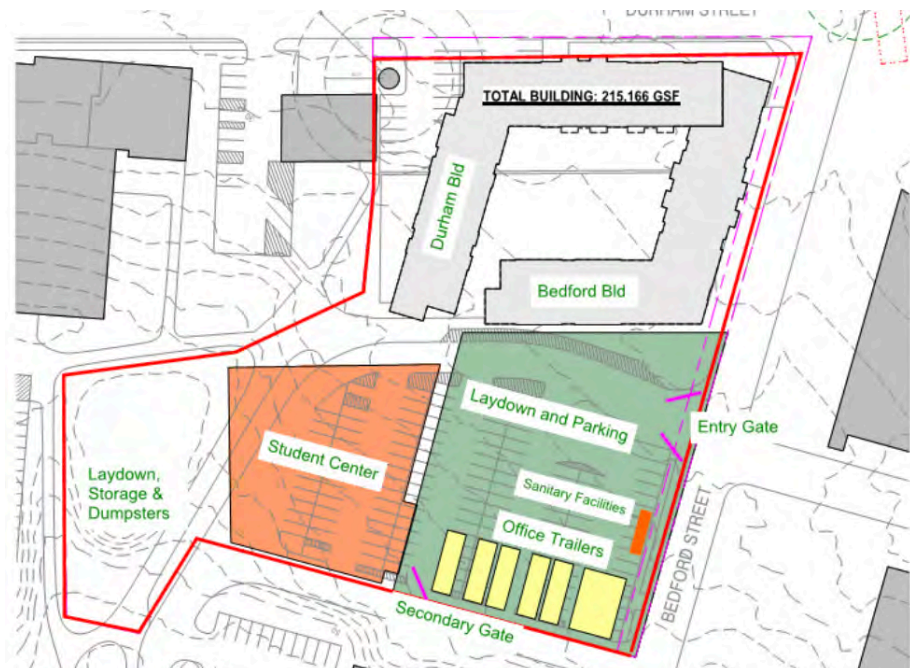 DURHAM STREET
TOTAL BUILDING: 215,166 GSF
Durham Bld
Bedford Bld
Laydown and Parking
Entry Gate
Student Center
Laydown,
Storage &
Dumpsters
Sanitary Facilities
Office Trailers
BEDFORD STREET
Secondary Gate